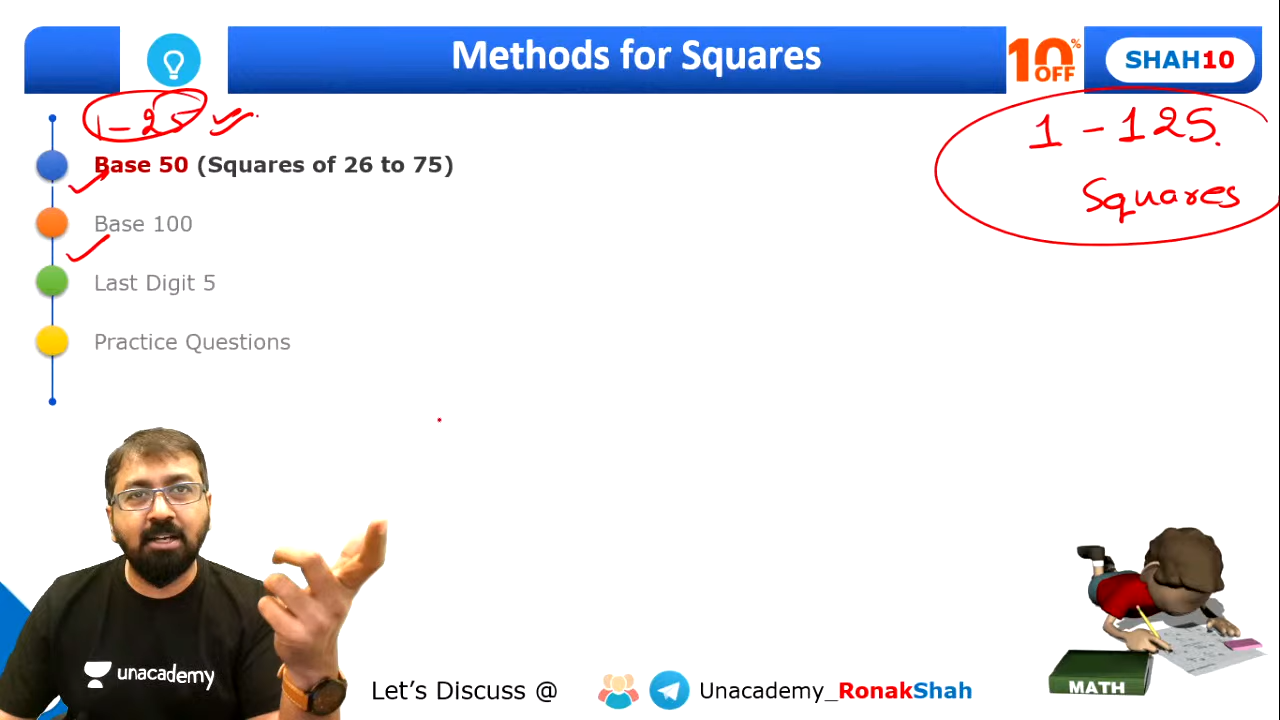 Methods for Squares
10% OFF
SHAH10
1 – 25
1 – 125.
Squares
Base 50 (Squares of 26 to 75)
Base 100
Last Digit 5
Practice Questions
unacademy
MATH
Let’s Discuss @
Unacademy_RonakShah